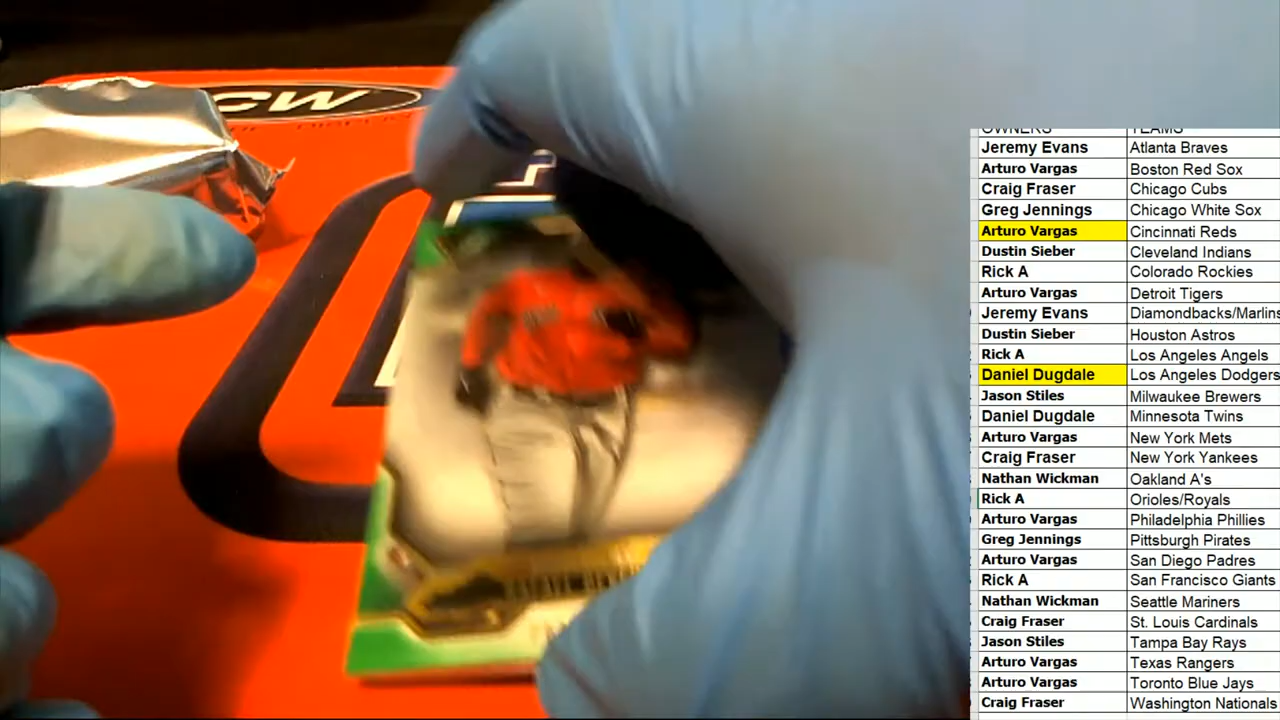 CW
OWNERS TEAMS
Jeremy Evans Atlanta Braves
Arturo Vargas Boston Red Sox
Craig Fraser Chicago Cubs
Greg Jennings Chicago White Sox
Arturo Vargas Cincinnati Reds
Dustin Sieber Cleveland Indians
Rick A Colorado Rockies
Arturo Vargas Detroit Tigers
Jeremy Evans Diamondbacks/Marlins
Dustin Sieber Houston Astros
Rick A Los Angeles Angels
Daniel Dugdale Los Angeles Dodgers
Jason Stiles Milwaukee Brewers
Daniel Dugdale Minnesota Twins
Arturo Vargas New York Mets
Craig Fraser New York Yankees
Nathan Wickman Oakland A's
Rick A Orioles/Royals
Arturo Vargas Philadelphia Phillies
Greg Jennings Pittsburgh Pirates
Arturo Vargas San Diego Padres
Rick A San Francisco Giants
Nathan Wickman Seattle Mariners
Craig Fraser St. Louis Cardinals
Jason Stiles Tampa Bay Rays
Arturo Vargas Texas Rangers
Arturo Vargas Toronto Blue Jays
Craig Fraser Washington Nationals